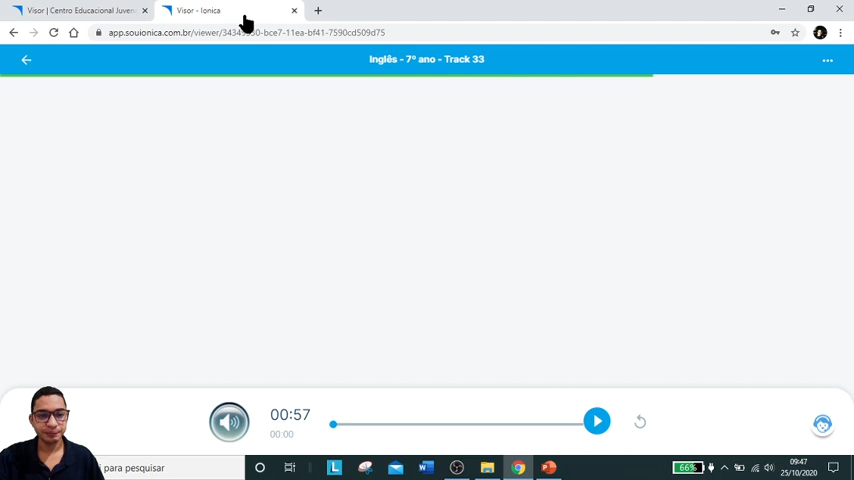 Visor | Centro Educacional Juven
Visor - Ionica
app.souionica.com.br/viewer/34349350-bce7-11ea-bf41-7590cd509d75
Inglês - 7º ano - Track 33
00:57
00:00
i para pesquisar
66%
09:47
25/10/2020